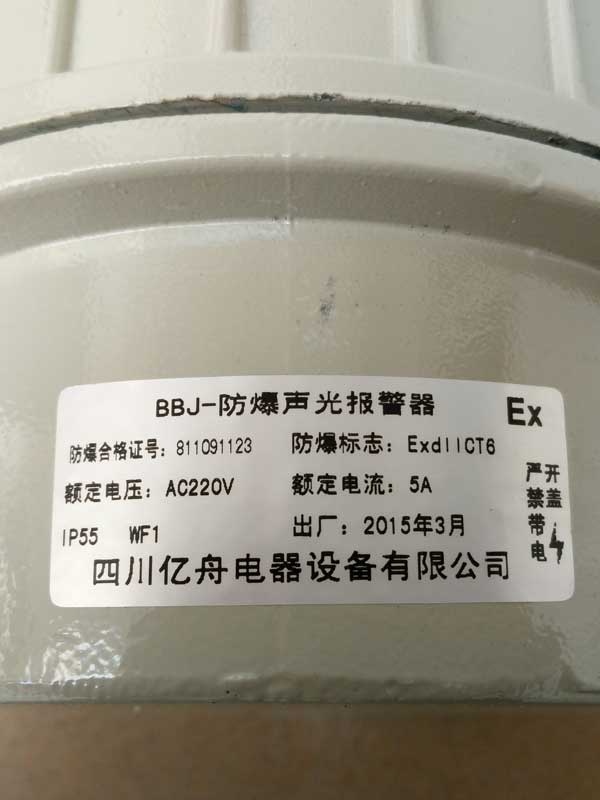 BBJ-防爆声光报警器 Ex
防爆合格证号：811091123 防爆标志：ExdIICT6
额定电压：AC220V 额定电流：5A
IP55 WF1 出厂：2015年3月
四川亿舟电器设备有限公司
严禁带电
开盖